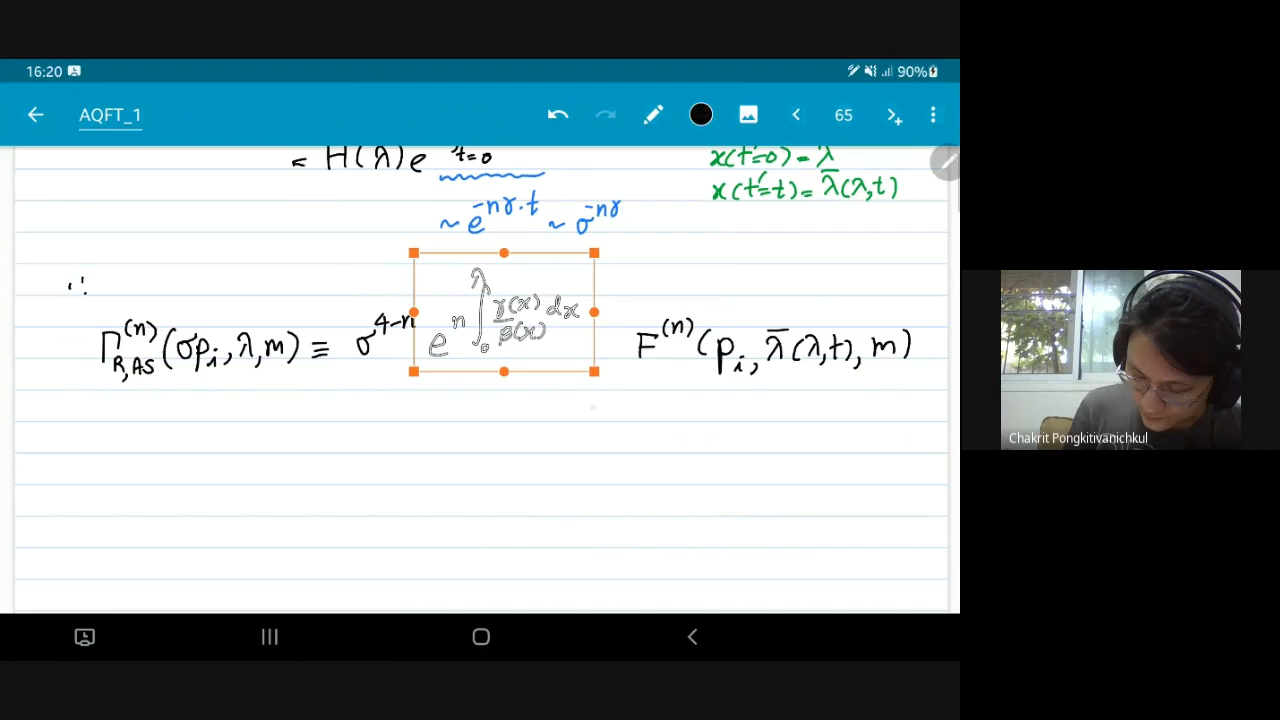 16:20 90%
AQFT_1 65
= H(λ)e t=0
x(t'=0) = λ
x(t'=t) = λ̄(λ,t)
~ e^{-nγ·t} ~ σ^{-nγ}
∴
Γ^{(n)}_{R,AS}(σp_i, λ, m) ≡ σ^{4-n} e^{n ∫_0^λ γ(x)/β(x) dx} F^{(n)}(p_i, λ̄(λ,t), m)
Chakrit Pongkitivanichkul